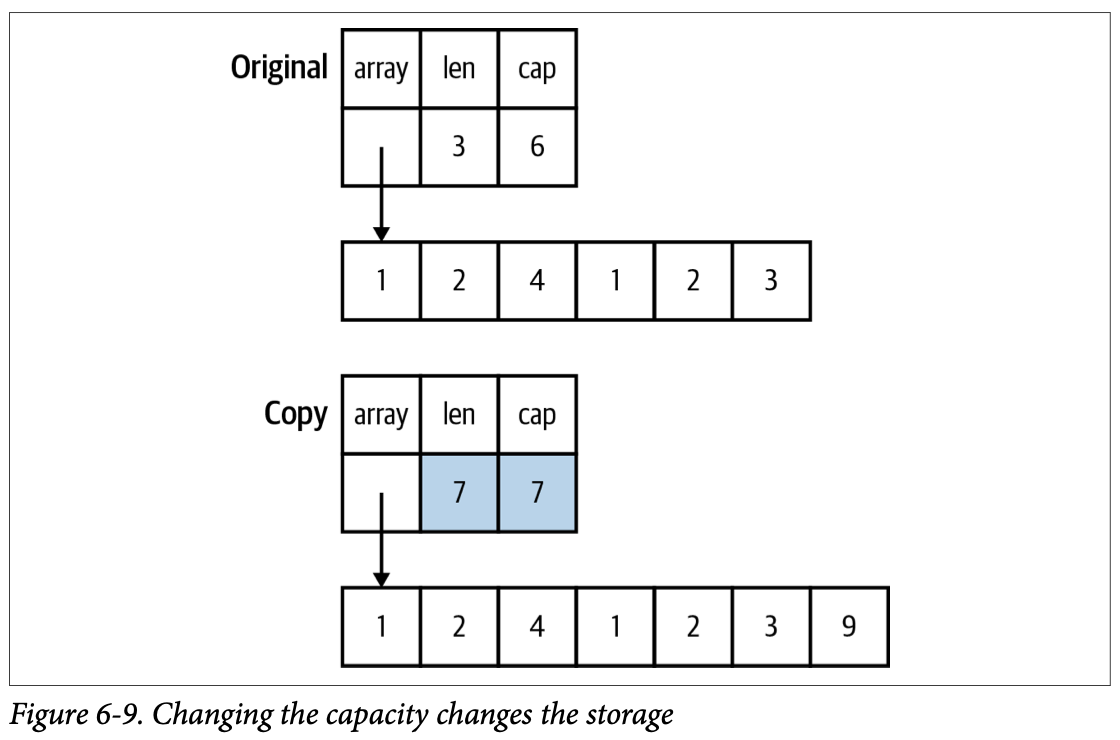 Original array len cap
3 6
1 2 4 1 2 3
Copy array len cap
7 7
1 2 4 1 2 3 9
Figure 6-9. Changing the capacity changes the storage